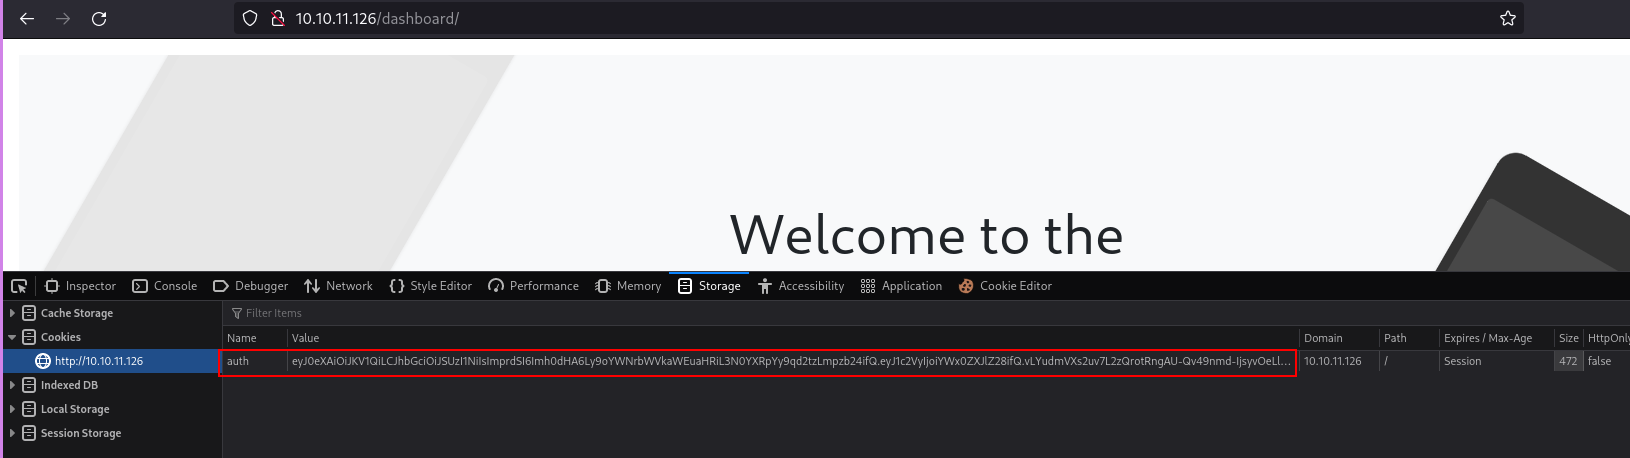 10.10.11.126/dashboard/
Welcome to the
Inspector Console Debugger Network Style Editor Performance Memory Storage Accessibility Application Cookie Editor
Cache Storage Filter Items
Cookies Name Value Domain Path Expires / Max-Age Size HttpOnly
http://10.10.11.126 auth eyJ0eXAiOiJKV1QiLCJhbGciOiJSUzI1NiIsImprdSI6Imh0dHA6Ly9oYWNrbWVkaWEuaHRiL3N0YXRpYy9qd2tzLmpzb24ifQ.eyJ1c2VyIjoiYWx0ZXJlZ28ifQ.vLYudmVXs2uv7L2zQrotRngAU-Qv49nmd-IjsyvOeLl... 10.10.11.126 / Session 472 false
Indexed DB
Local Storage
Session Storage